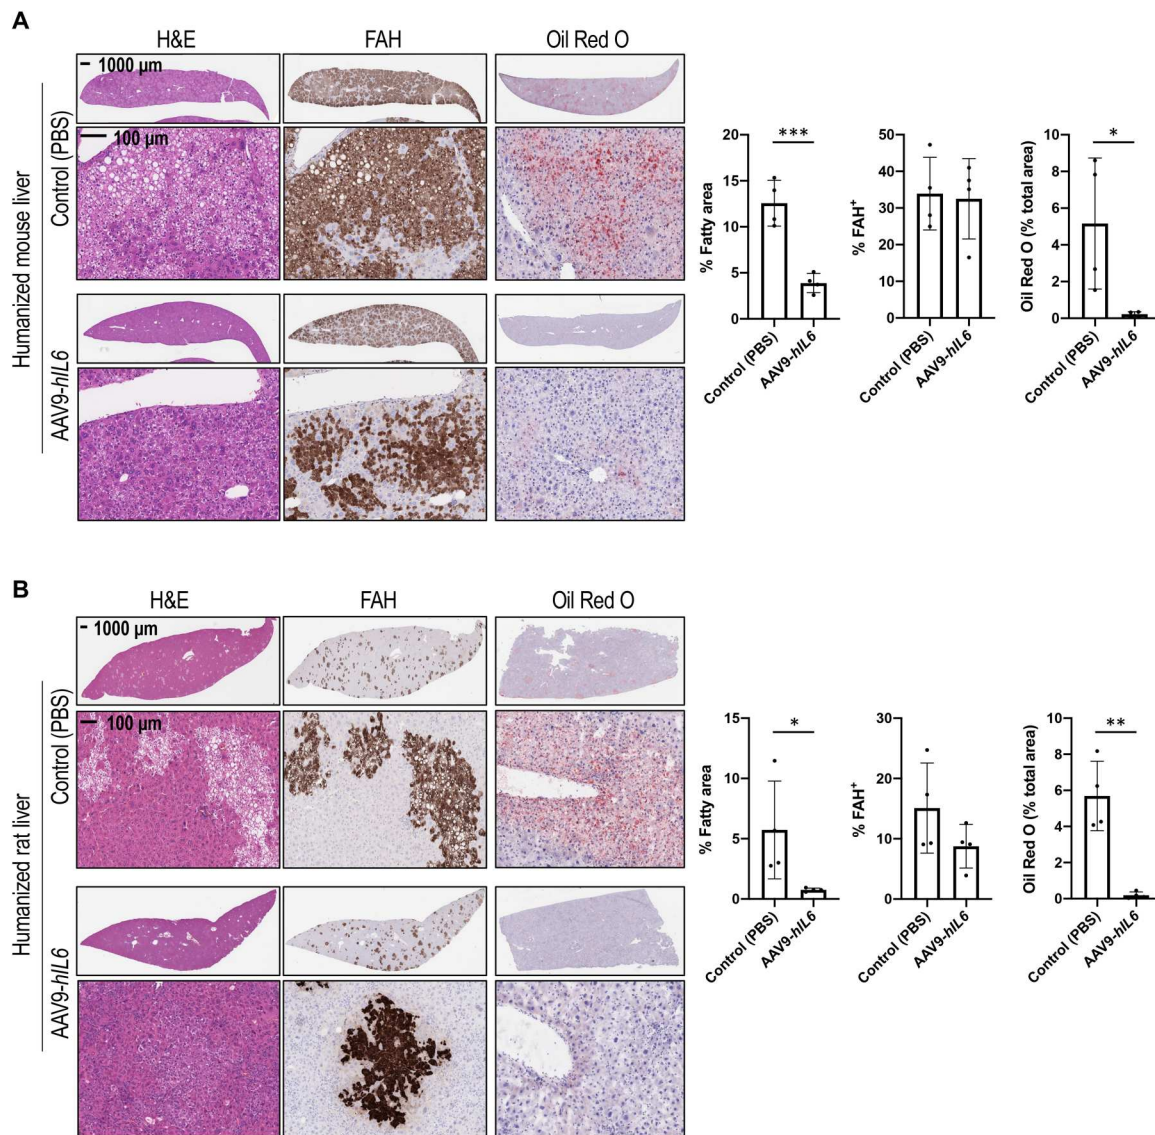 A
H&E
FAH
Oil Red O
1000 µm
100 µm
Humanized mouse liver
Control (PBS)
AAV9-hIL6
% Fatty area
20
15
10
5
0
***
Control (PBS)
AAV9-hIL6
% FAH+
50
40
30
20
10
0
Control (PBS)
AAV9-hIL6
Oil Red O (% total area)
10
8
6
4
2
0
*
Control (PBS)
AAV9-hIL6
B
H&E
FAH
Oil Red O
1000 µm
100 µm
Humanized rat liver
Control (PBS)
AAV9-hIL6
% Fatty area
15
10
5
0
*
Control (PBS)
AAV9-hIL6
% FAH+
30
20
10
0
Control (PBS)
AAV9-hIL6
Oil Red O (% total area)
10
8
6
4
2
0
**
Control (PBS)
AAV9-hIL6